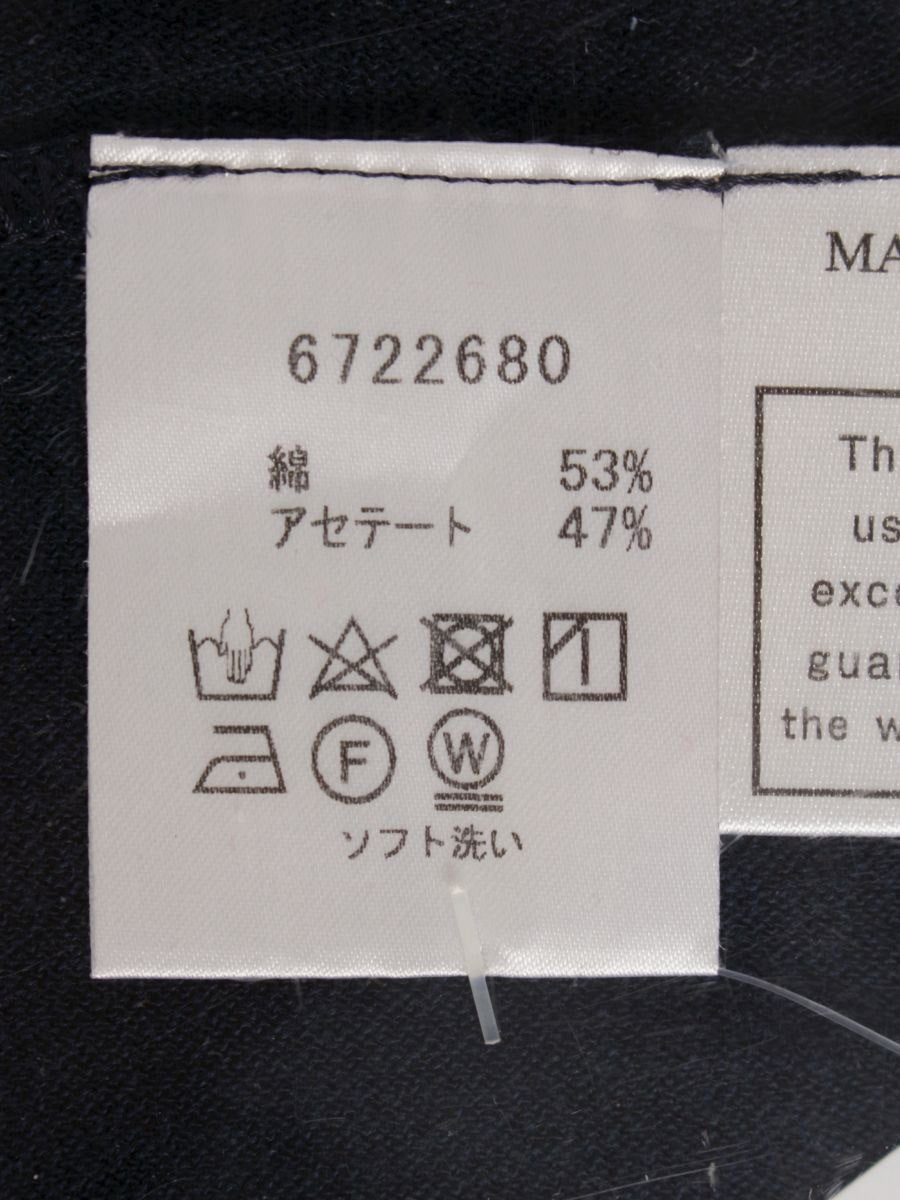 6722680
綿 53%
アセテート 47%
F W
ソフト洗い
MA
Th
us
exce
guar
the w